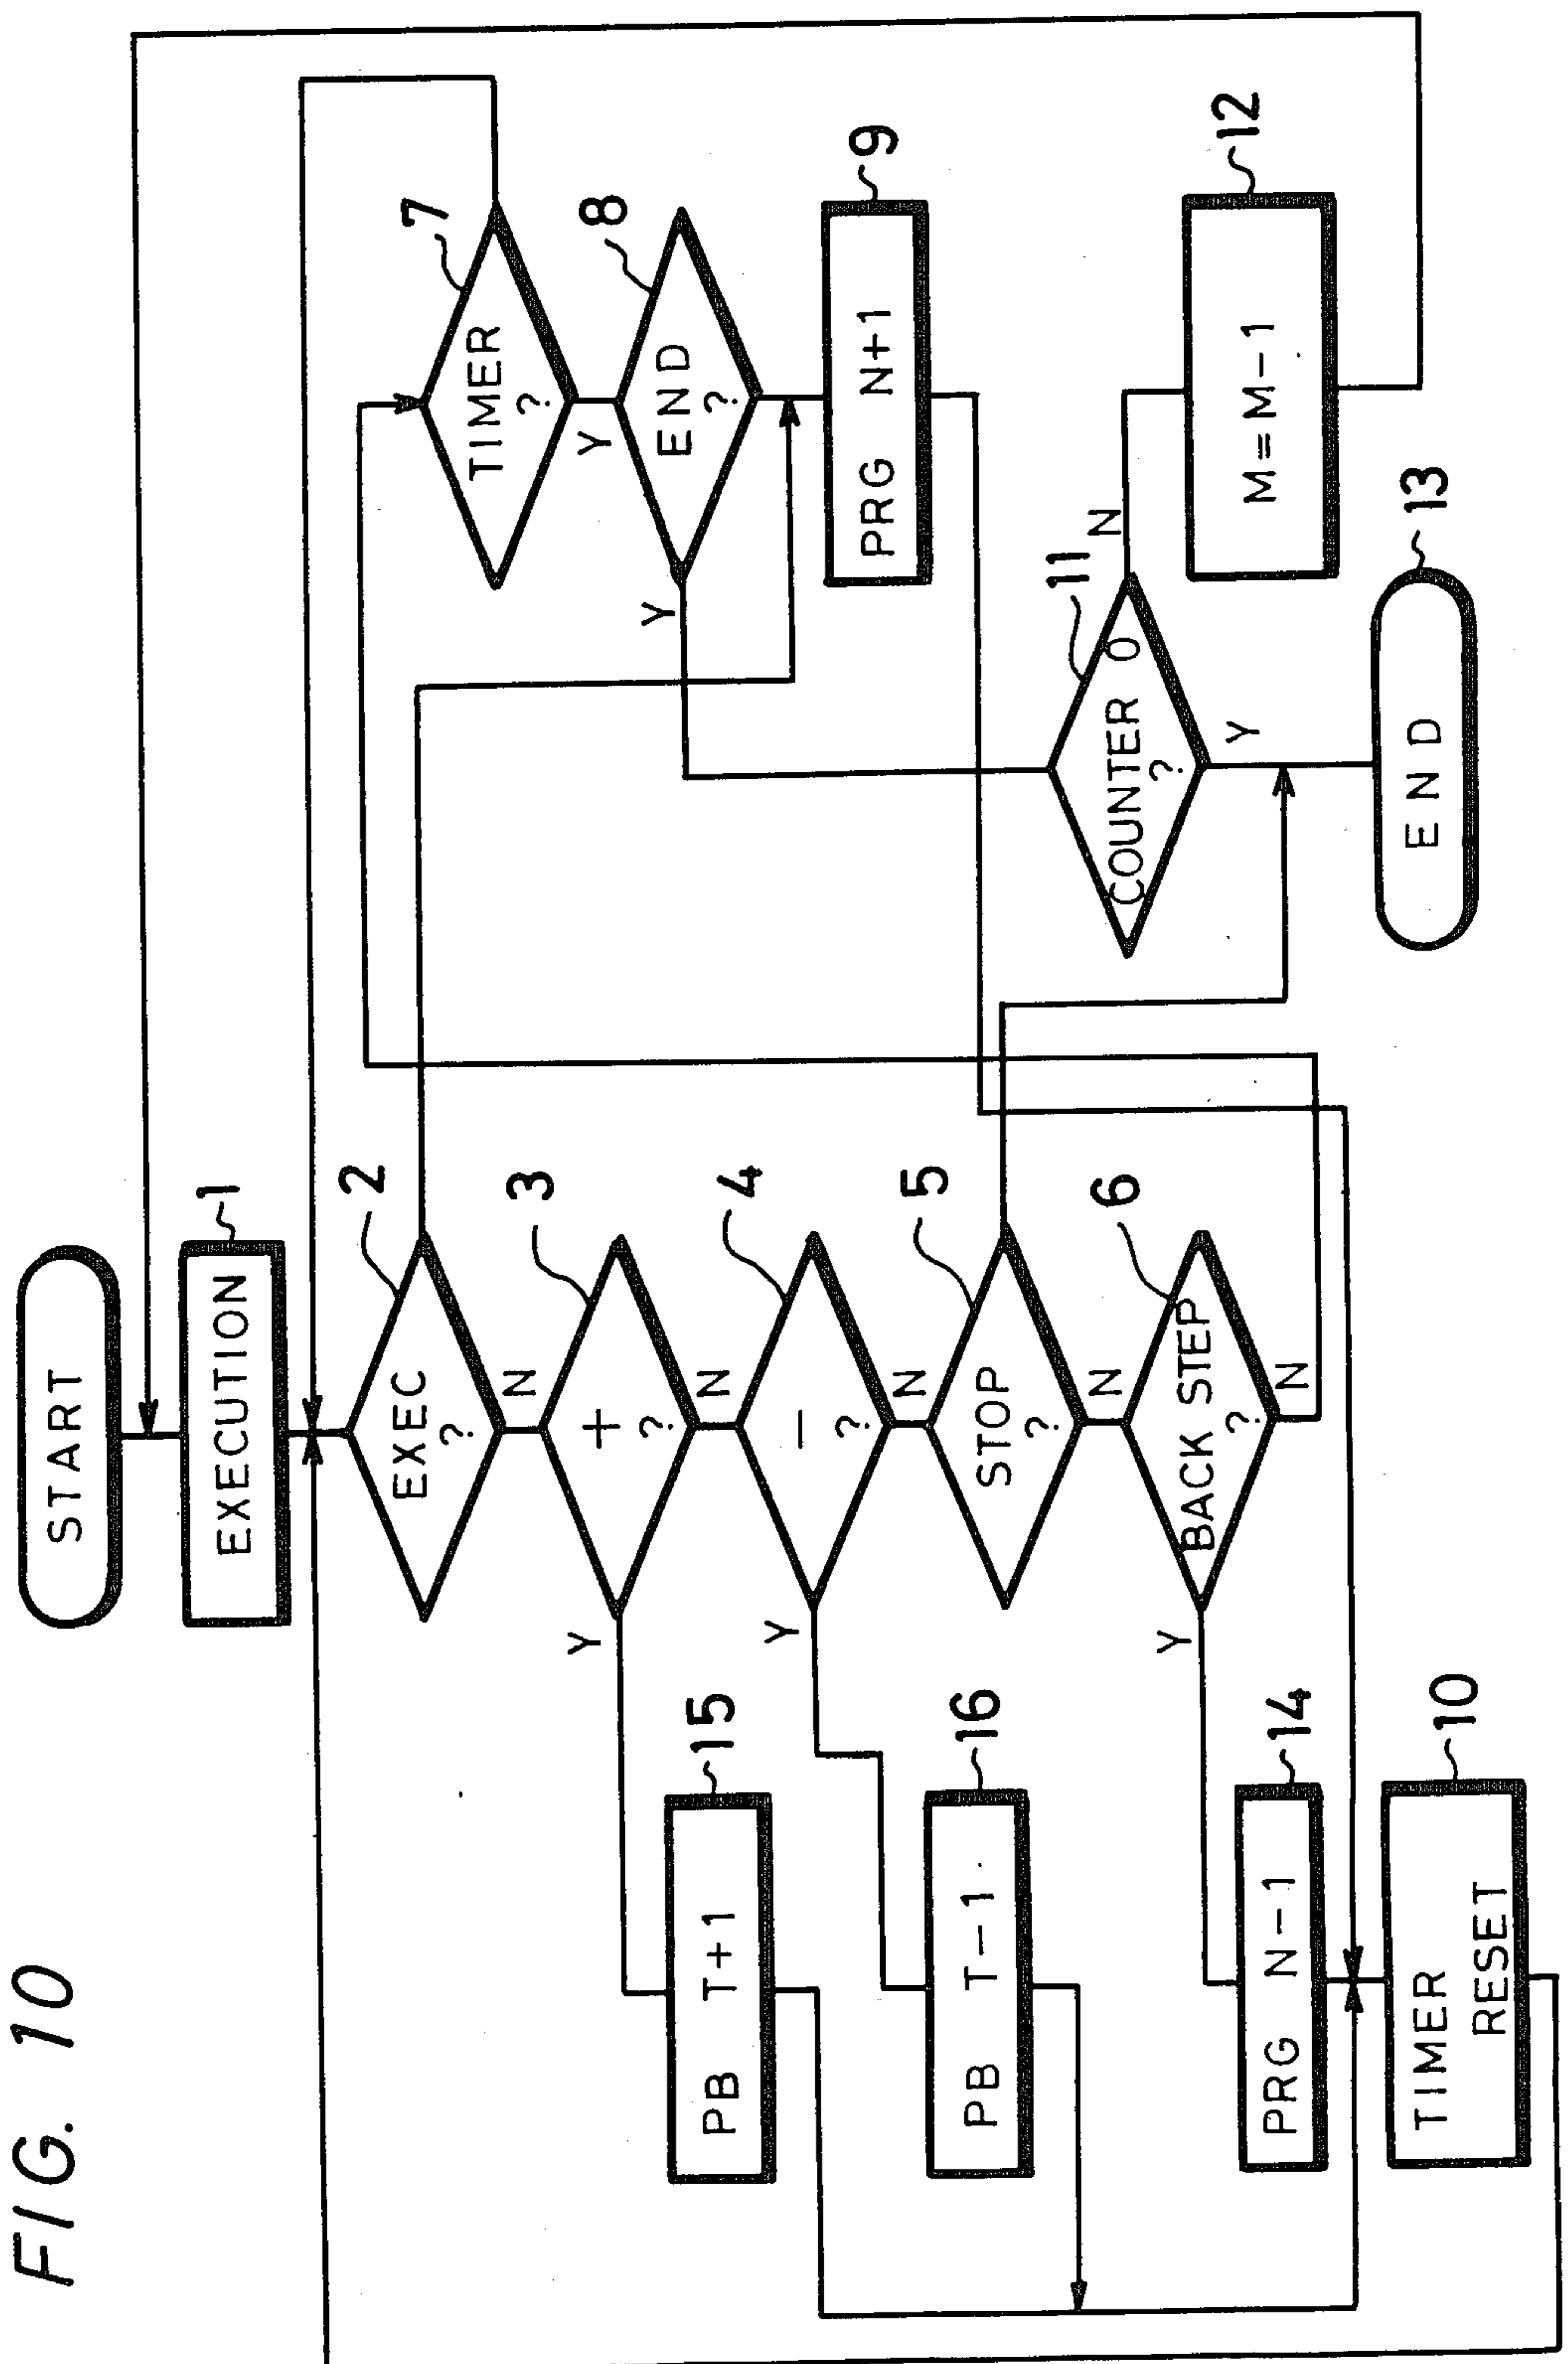 FIG. 10
START
EXECUTION
1
EXEC
?
2
N
+
?
3
Y
N
PB T+1
15
-
?
4
Y
N
PB T-1
16
STOP
?
5
N
BACK STEP
?
6
Y
N
PRG N-1
14
TIMER
RESET
10
TIMER
?
7
Y
END
?
8
Y
PRG N+1
9
COUNTER 0
?
11
N
Y
M=M-1
12
END
13